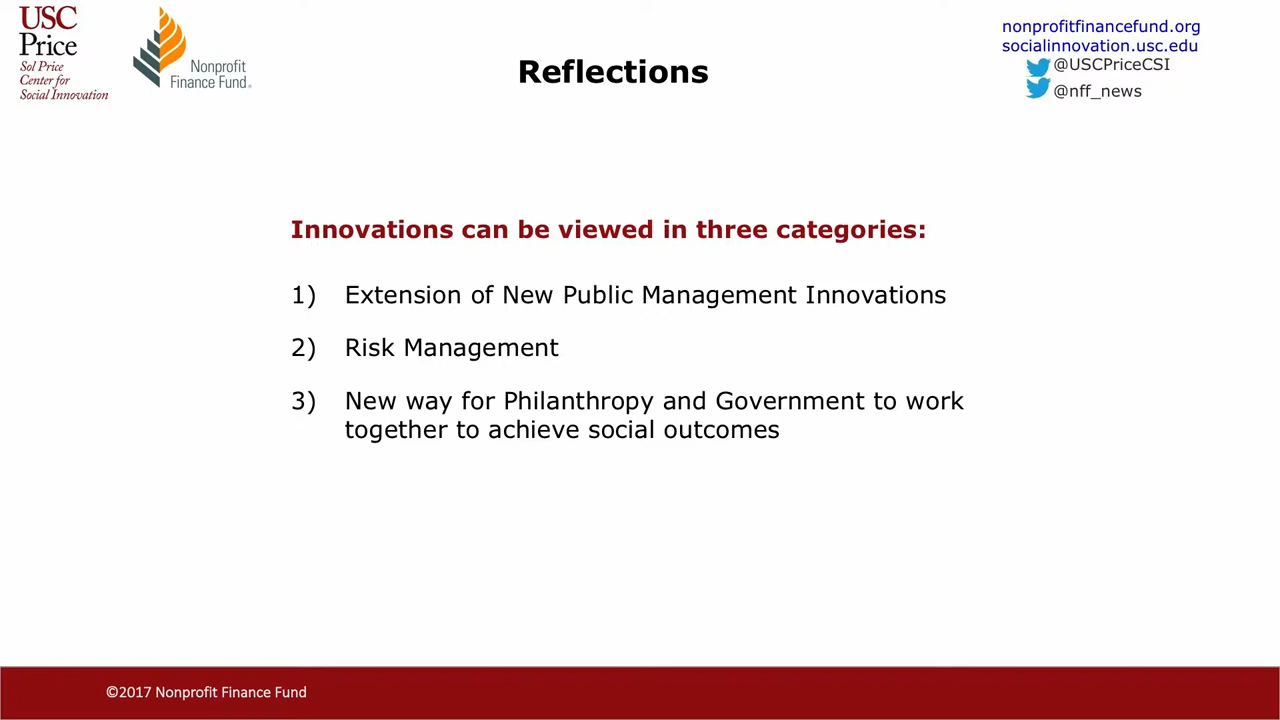 USC
Price
Sol Price
Center for
Social Innovation
Nonprofit
Finance Fund®
Reflections
nonprofitfinancefund.org
socialinnovation.usc.edu
@USCPriceCSI
@nff_news
Innovations can be viewed in three categories:
1) Extension of New Public Management Innovations
2) Risk Management
3) New way for Philanthropy and Government to work
together to achieve social outcomes
©2017 Nonprofit Finance Fund